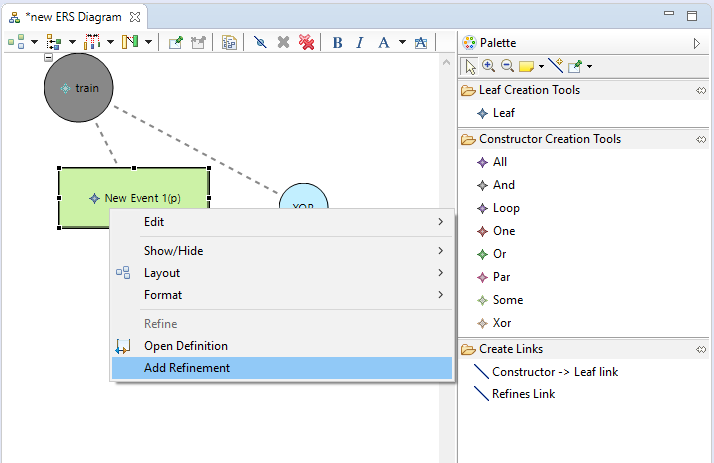 *new ERS Diagram
B I A A
Palette
train
New Event 1(p)
XOR
Edit
Show/Hide
Layout
Format
Refine
Open Definition
Add Refinement
Leaf Creation Tools
Leaf
Constructor Creation Tools
All
And
Loop
One
Or
Par
Some
Xor
Create Links
Constructor -> Leaf link
Refines Link